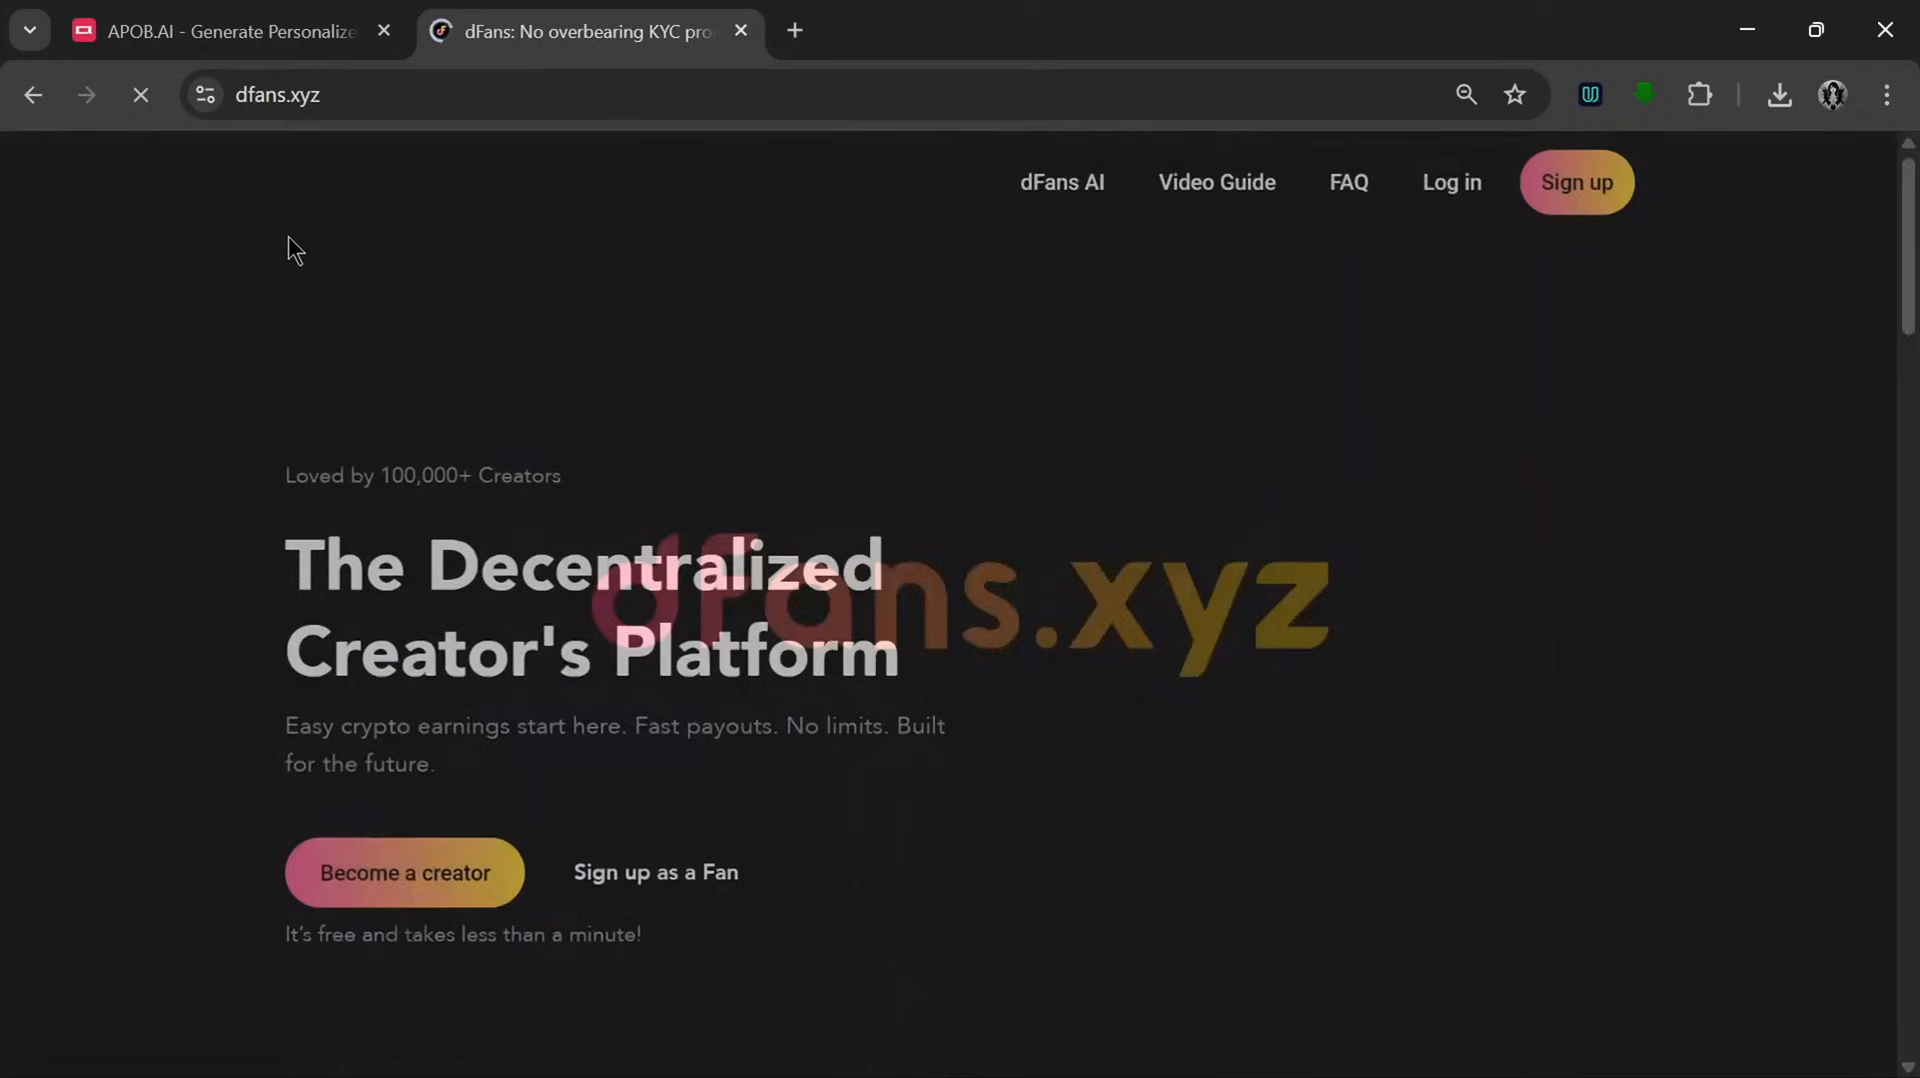 APOB.AI - Generate Personalize
dFans: No overbearing KYC pro
dfans.xyz
dFans AI
Video Guide
FAQ
Log in
Sign up
Loved by 100,000+ Creators
The Decentralized
Creator's Platform
dfans.xyz
Easy crypto earnings start here. Fast payouts. No limits. Built
for the future.
Become a creator
Sign up as a Fan
It's free and takes less than a minute!